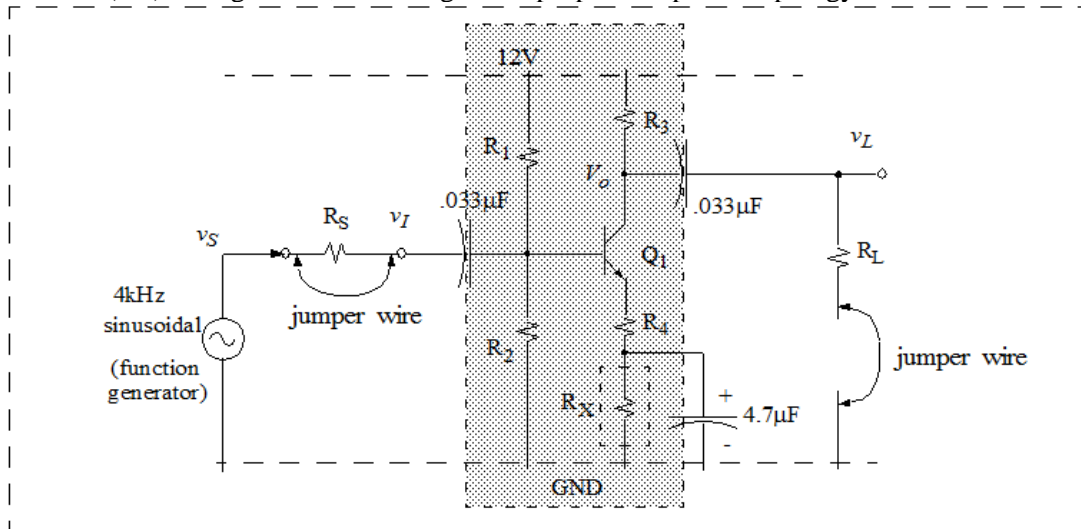 12V
R3
R1
vL
Vo
.033µF
.033µF
RS
vI
vS
Q1
RL
4kHz
sinusoidal
jumper wire
R4
R2
(function
generator)
jumper wire
RX
+
4.7µF
-
GND